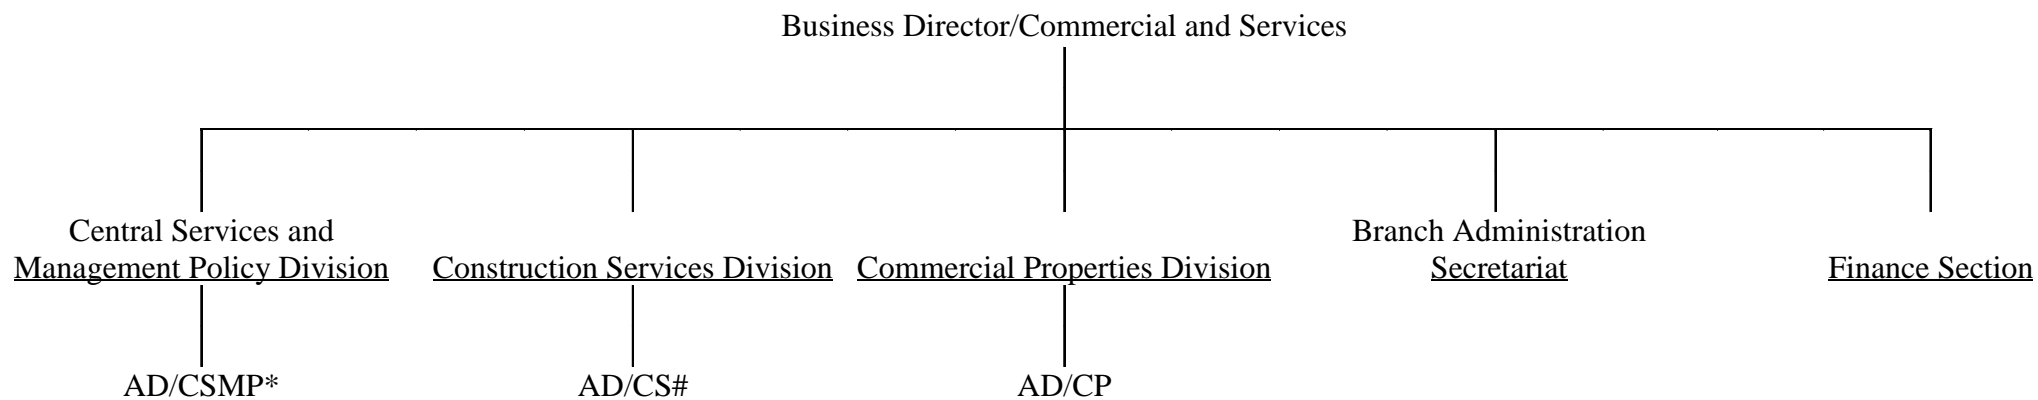 Business Director/Commercial and Services
Central Services and
Management Policy Division
Construction Services Division
Commercial Properties Division
Branch Administration
Secretariat
Finance Section
AD/CSMP*
AD/CS#
AD/CP